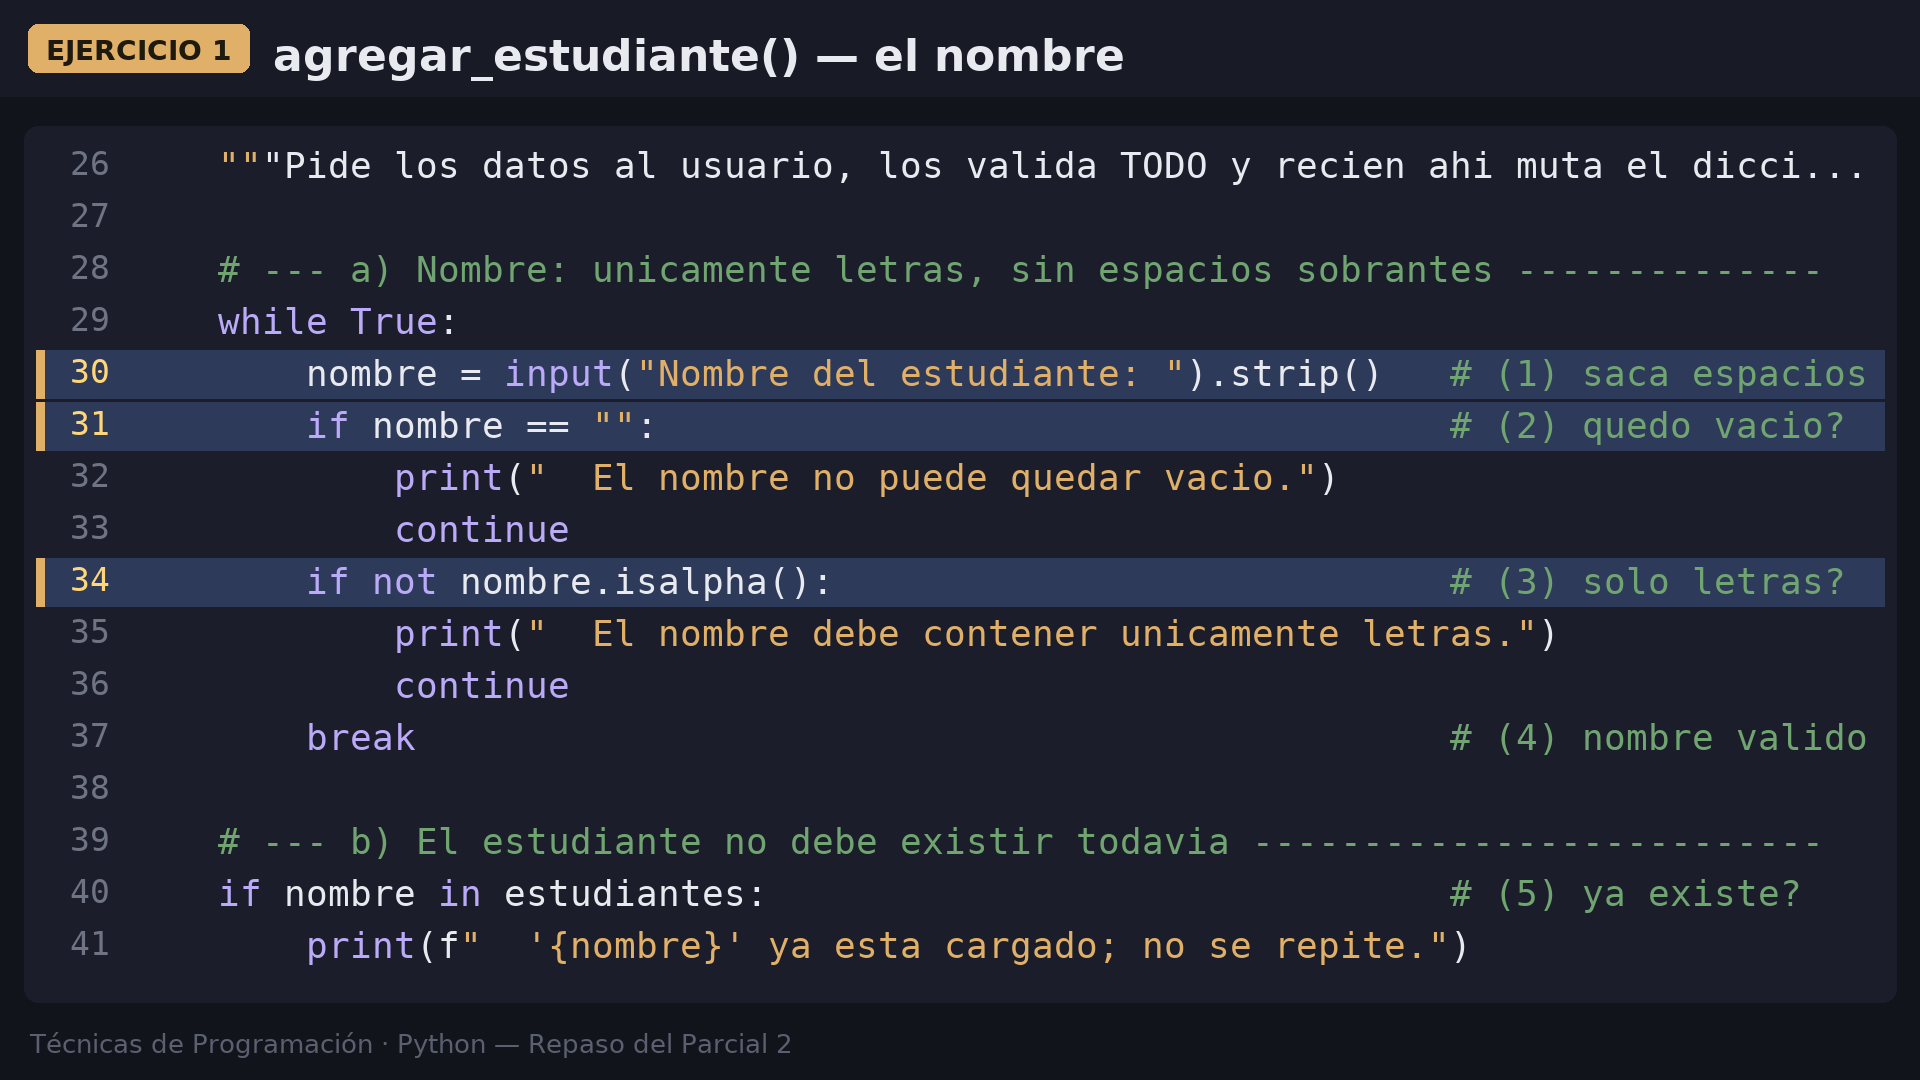 EJERCICIO 1 agregar_estudiante() — el nombre
26     """Pide los datos al usuario, los valida TODO y recien ahi muta el dicci...
27
28     # --- a) Nombre: unicamente letras, sin espacios sobrantes --------------
29     while True:
30         nombre = input("Nombre del estudiante: ").strip()   # (1) saca espacios
31         if nombre == "":                                    # (2) quedo vacio?
32             print("  El nombre no puede quedar vacio.")
33             continue
34         if not nombre.isalpha():                            # (3) solo letras?
35             print("  El nombre debe contener unicamente letras.")
36             continue
37         break                                               # (4) nombre valido
38
39     # --- b) El estudiante no debe existir todavia --------------------------
40     if nombre in estudiantes:                               # (5) ya existe?
41         print(f"  '{nombre}' ya esta cargado; no se repite.")
Técnicas de Programación · Python — Repaso del Parcial 2